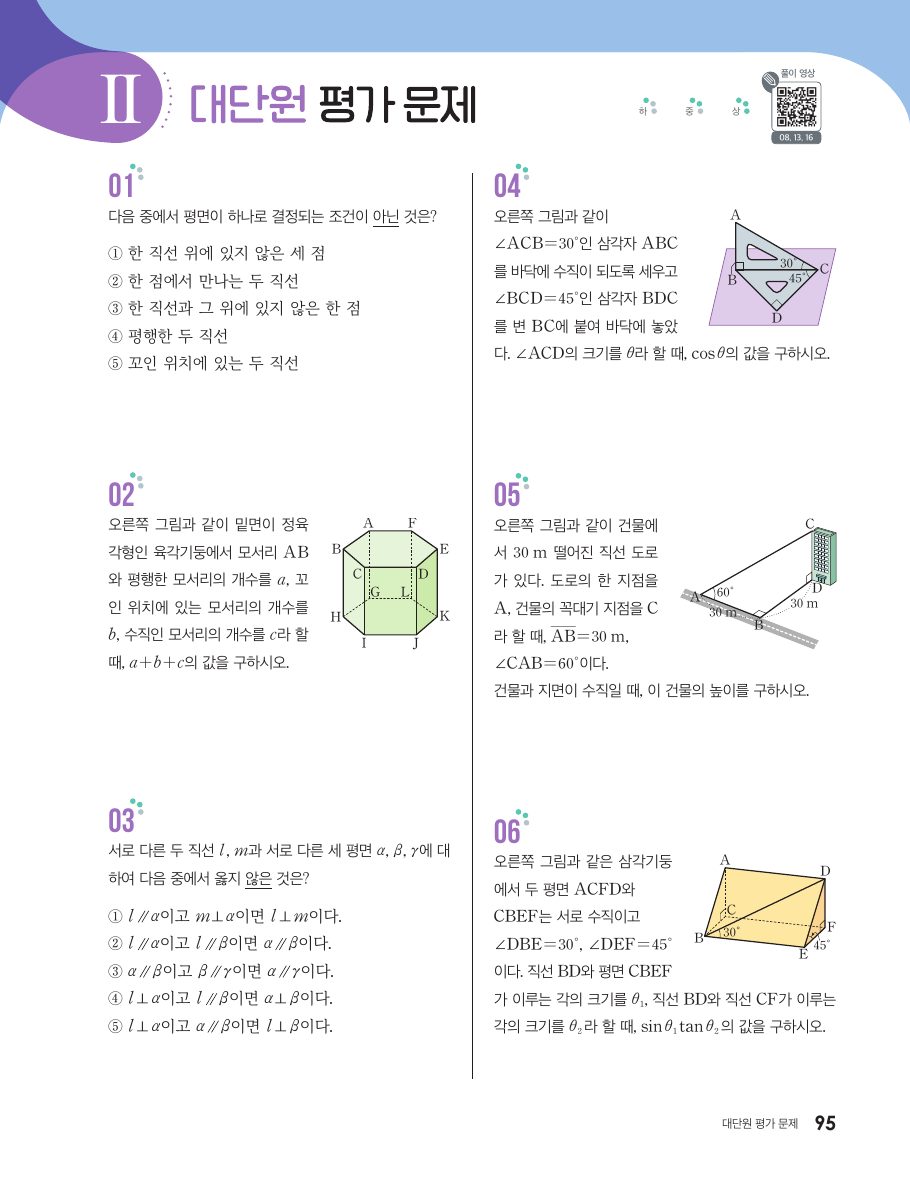 II 대단원 평가 문제
하 중 상
풀이 영상
08, 13, 16
01
다음 중에서 평면이 하나로 결정되는 조건이 아닌 것은?
① 한 직선 위에 있지 않은 세 점
② 한 점에서 만나는 두 직선
③ 한 직선과 그 위에 있지 않은 한 점
④ 평행한 두 직선
⑤ 꼬인 위치에 있는 두 직선
02
오른쪽 그림과 같이 밑면이 정육
각형인 육각기둥에서 모서리 AB
와 평행한 모서리의 개수를 a, 꼬
인 위치에 있는 모서리의 개수를
b, 수직인 모서리의 개수를 c라 할
때, a+b+c의 값을 구하시오.
A F
B E
C D
G L
H K
I J
03
서로 다른 두 직선 l, m과 서로 다른 세 평면 α, β, γ에 대
하여 다음 중에서 옳지 않은 것은?
① l∥α이고 m⊥α이면 l⊥m이다.
② l∥α이고 l∥β이면 α∥β이다.
③ α∥β이고 β∥γ이면 α∥γ이다.
④ l⊥α이고 l∥β이면 α⊥β이다.
⑤ l⊥α이고 α∥β이면 l⊥β이다.
04
오른쪽 그림과 같이
∠ACB=30°인 삼각자 ABC
를 바닥에 수직이 되도록 세우고
∠BCD=45°인 삼각자 BDC
를 변 BC에 붙여 바닥에 놓았
다. ∠ACD의 크기를 θ라 할 때, cosθ의 값을 구하시오.
A
30° C
B 45°
D
05
오른쪽 그림과 같이 건물에
서 30 m 떨어진 직선 도로
가 있다. 도로의 한 지점을
A, 건물의 꼭대기 지점을 C
라 할 때, AB=30 m,
∠CAB=60°이다.
건물과 지면이 수직일 때, 이 건물의 높이를 구하시오.
C
A 60° D
30 m 30 m
B
06
오른쪽 그림과 같은 삼각기둥
에서 두 평면 ACFD와
CBEF는 서로 수직이고
∠DBE=30°, ∠DEF=45°
이다. 직선 BD와 평면 CBEF
가 이루는 각의 크기를 θ₁, 직선 BD와 직선 CF가 이루는
각의 크기를 θ₂라 할 때, sinθ₁tanθ₂의 값을 구하시오.
A D
C
F
B 30°
45°
E
대단원 평가 문제 95